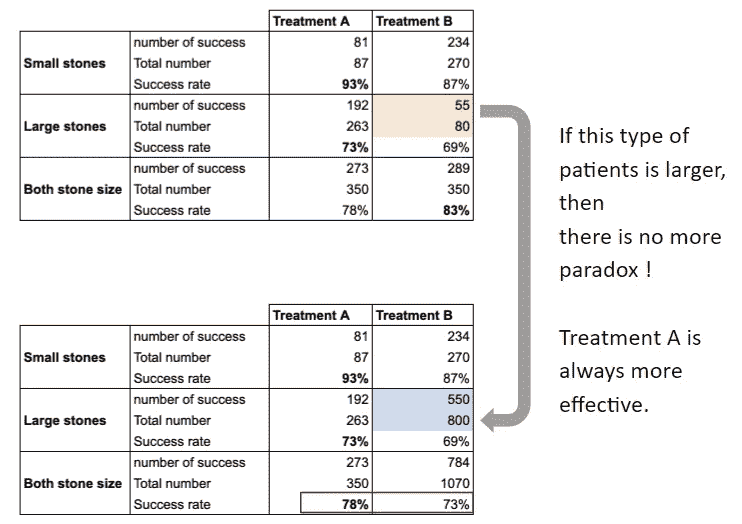 Treatment A Treatment B
Small stones number of success 81 234
Total number 87 270
Success rate 93% 87%
Large stones number of success 192 55
Total number 263 80
Success rate 73% 69%
Both stone size number of success 273 289
Total number 350 350
Success rate 78% 83%
If this type of
patients is larger,
then
there is no more
paradox !
Treatment A is
always more
effective.
Treatment A Treatment B
Small stones number of success 81 234
Total number 87 270
Success rate 93% 87%
Large stones number of success 192 550
Total number 263 800
Success rate 73% 69%
Both stone size number of success 273 784
Total number 350 1070
Success rate 78% 73%